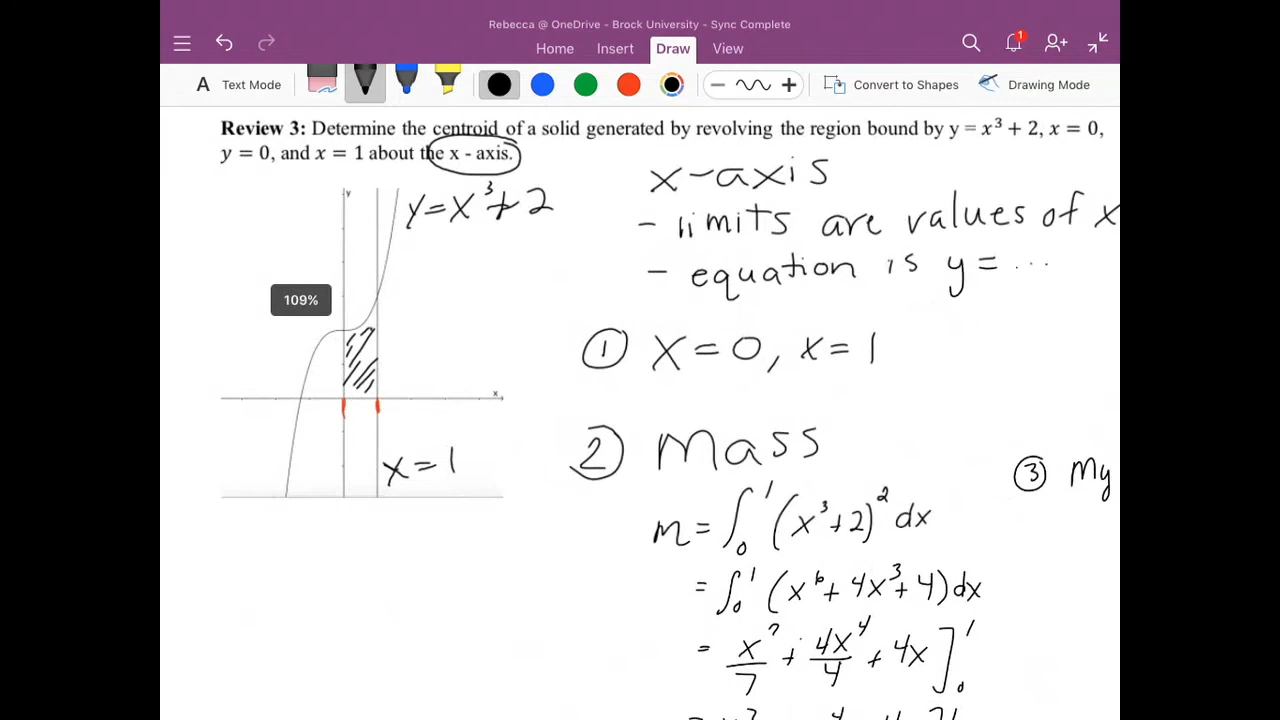 Rebecca @ OneDrive - Brock University - Sync Complete
Home Insert Draw View
1
A Text Mode
Convert to Shapes
Drawing Mode
Review 3: Determine the centroid of a solid generated by revolving the region bound by y = x³ + 2, x = 0,
y = 0, and x = 1 about the x - axis.
y
y = x³ + 2
109%
x
x = 1
x-axis
- limits are values of x
- equation is y = ...
① x = 0, x = 1
② Mass
m = ∫₀¹ (x³ + 2)² dx
= ∫₀¹ (x⁶ + 4x³ + 4) dx
= x⁷/7 + 4x⁴/4 + 4x ]₀¹
③ My